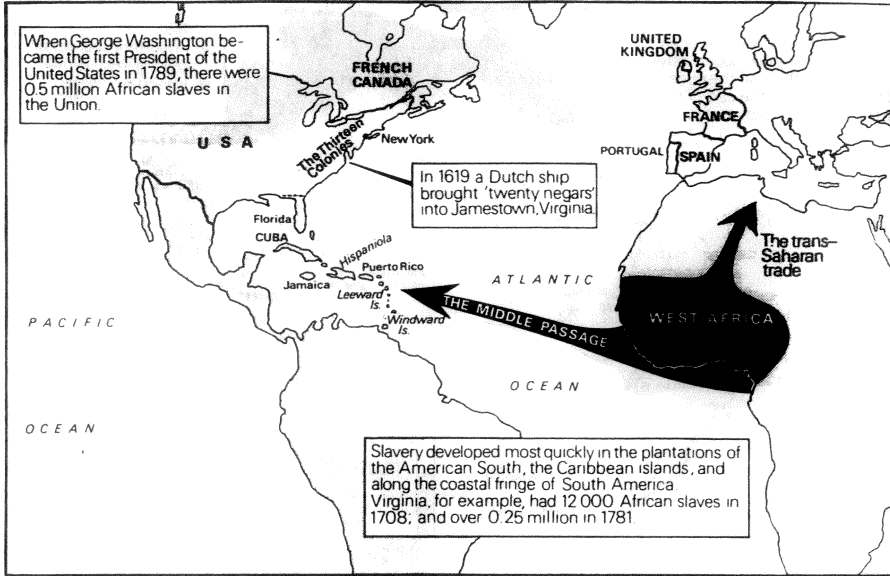 When George Washington be-
came the first President of the
United States in 1789, there were
0.5 million African slaves in
the Union.
FRENCH
CANADA
UNITED
KINGDOM
USA
The Thirteen
Colonies
New York
FRANCE
PORTUGAL
SPAIN
In 1619 a Dutch ship
brought 'twenty negars'
into Jamestown, Virginia.
Florida
CUBA
Hispaniola
Puerto Rico
Jamaica
Leeward
Is.
Windward
Is.
ATLANTIC
The trans-
Saharan
trade
THE MIDDLE PASSAGE
WEST AFRICA
PACIFIC
OCEAN
OCEAN
Slavery developed most quickly in the plantations of
the American South, the Caribbean islands, and
along the coastal fringe of South America.
Virginia, for example, had 12 000 African slaves in
1708; and over 0.25 million in 1781.